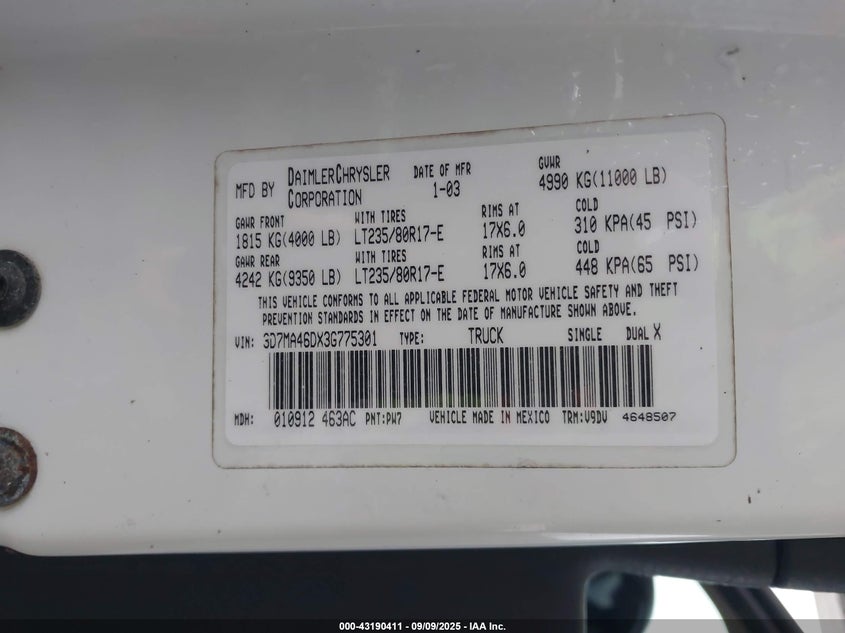 MFD BY DAIMLERCHRYSLER CORPORATION DATE OF MFR 1-03 GVWR 4990 KG(11000 LB)
GAWR FRONT WITH TIRES RIMS AT COLD
1815 KG(4000 LB) LT235/80R17-E 17X6.0 310 KPA(45 PSI)
GAWR REAR WITH TIRES RIMS AT COLD
4242 KG(9350 LB) LT235/80R17-E 17X6.0 448 KPA(65 PSI)
THIS VEHICLE CONFORMS TO ALL APPLICABLE FEDERAL MOTOR VEHICLE SAFETY AND THEFT
PREVENTION STANDARDS IN EFFECT ON THE DATE OF MANUFACTURE SHOWN ABOVE.
VIN: 3D7MA46DX3G775301 TYPE: TRUCK SINGLE DUAL X
MDH: 010912 463AC PNT:PW7 VEHICLE MADE IN MEXICO TRM:V9DV 4648507
000-43190411 - 09/09/2025 - IAA Inc.